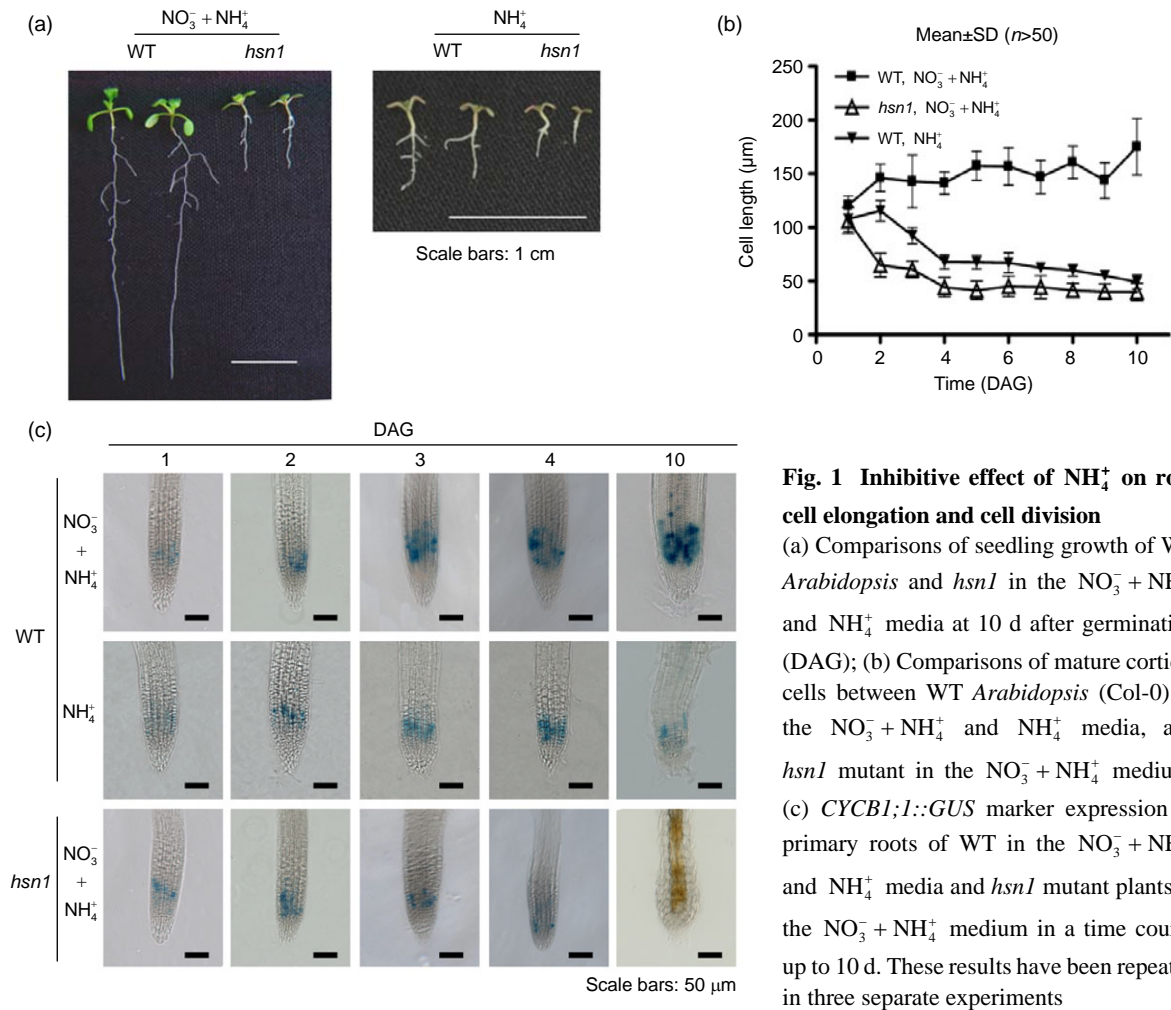 (a)
NO₃⁻ + NH₄⁺
WT hsn1
NH₄⁺
WT hsn1
Scale bars: 1 cm
(b)
Mean±SD (n>50)
WT, NO₃⁻ + NH₄⁺
hsn1, NO₃⁻ + NH₄⁺
WT, NH₄⁺
250
200
150
100
50
0
Cell length (μm)
0 2 4 6 8 10
Time (DAG)
(c)
DAG
1 2 3 4 10
WT
NO₃⁻
+
NH₄⁺
NH₄⁺
hsn1
NO₃⁻
+
NH₄⁺
Scale bars: 50 μm
Fig. 1 Inhibitive effect of NH₄⁺ on ro
cell elongation and cell division
(a) Comparisons of seedling growth of W
Arabidopsis and hsn1 in the NO₃⁻ + NH
and NH₄⁺ media at 10 d after germinati
(DAG); (b) Comparisons of mature cortic
cells between WT Arabidopsis (Col-0)
the NO₃⁻ + NH₄⁺ and NH₄⁺ media, a
hsn1 mutant in the NO₃⁻ + NH₄⁺ mediu
(c) CYCB1;1::GUS marker expression
primary roots of WT in the NO₃⁻ + NH
and NH₄⁺ media and hsn1 mutant plants
the NO₃⁻ + NH₄⁺ medium in a time cour
up to 10 d. These results have been repeat
in three separate experiments